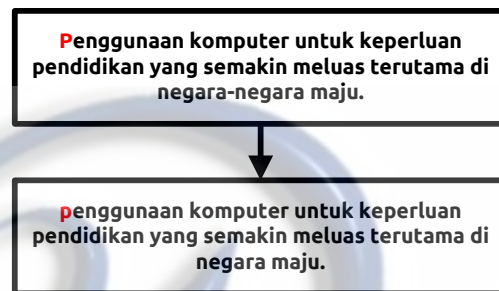 Penggunaan komputer untuk keperluan
pendidikan yang semakin meluas terutama di
negara-negara maju.
penggunaan komputer untuk keperluan
pendidikan yang semakin meluas terutama di
negara maju.